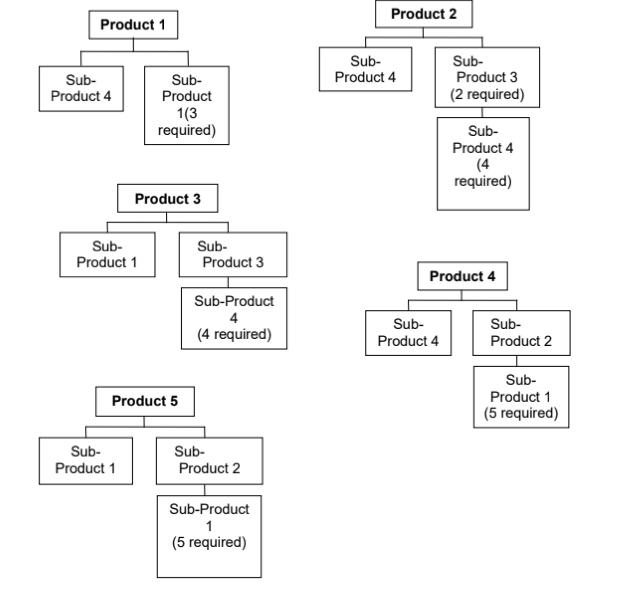 Product 1
Sub-
Product 4
Sub-
Product
1(3
required)
Product 2
Sub-
Product 4
Sub-
Product 3
(2 required)
Sub-
Product 4
(4
required)
Product 3
Sub-
Product 1
Sub-
Product 3
Sub-Product
4
(4 required)
Product 4
Sub-
Product 4
Sub-
Product 2
Sub-
Product 1
(5 required)
Product 5
Sub-
Product 1
Sub-
Product 2
Sub-Product
1
(5 required)